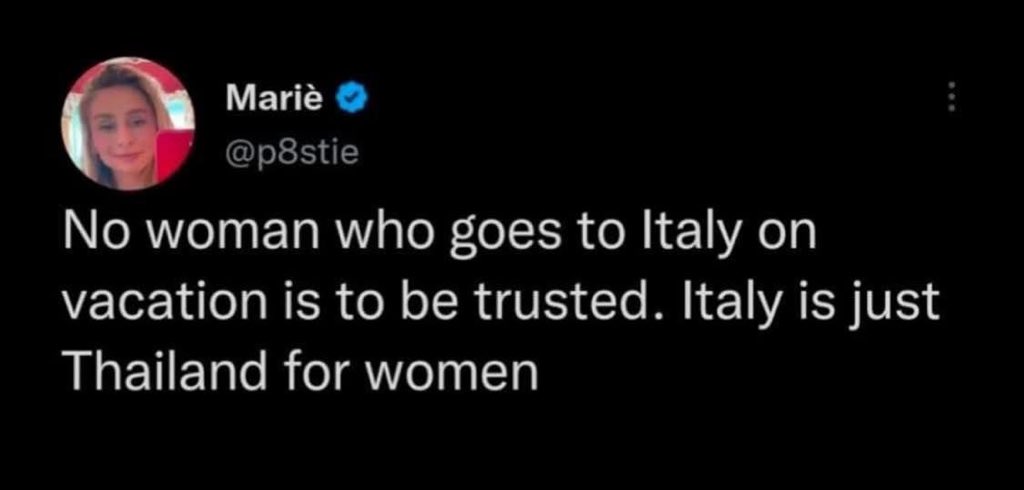 Mariè
@p8stie
No woman who goes to Italy on
vacation is to be trusted. Italy is just
Thailand for women